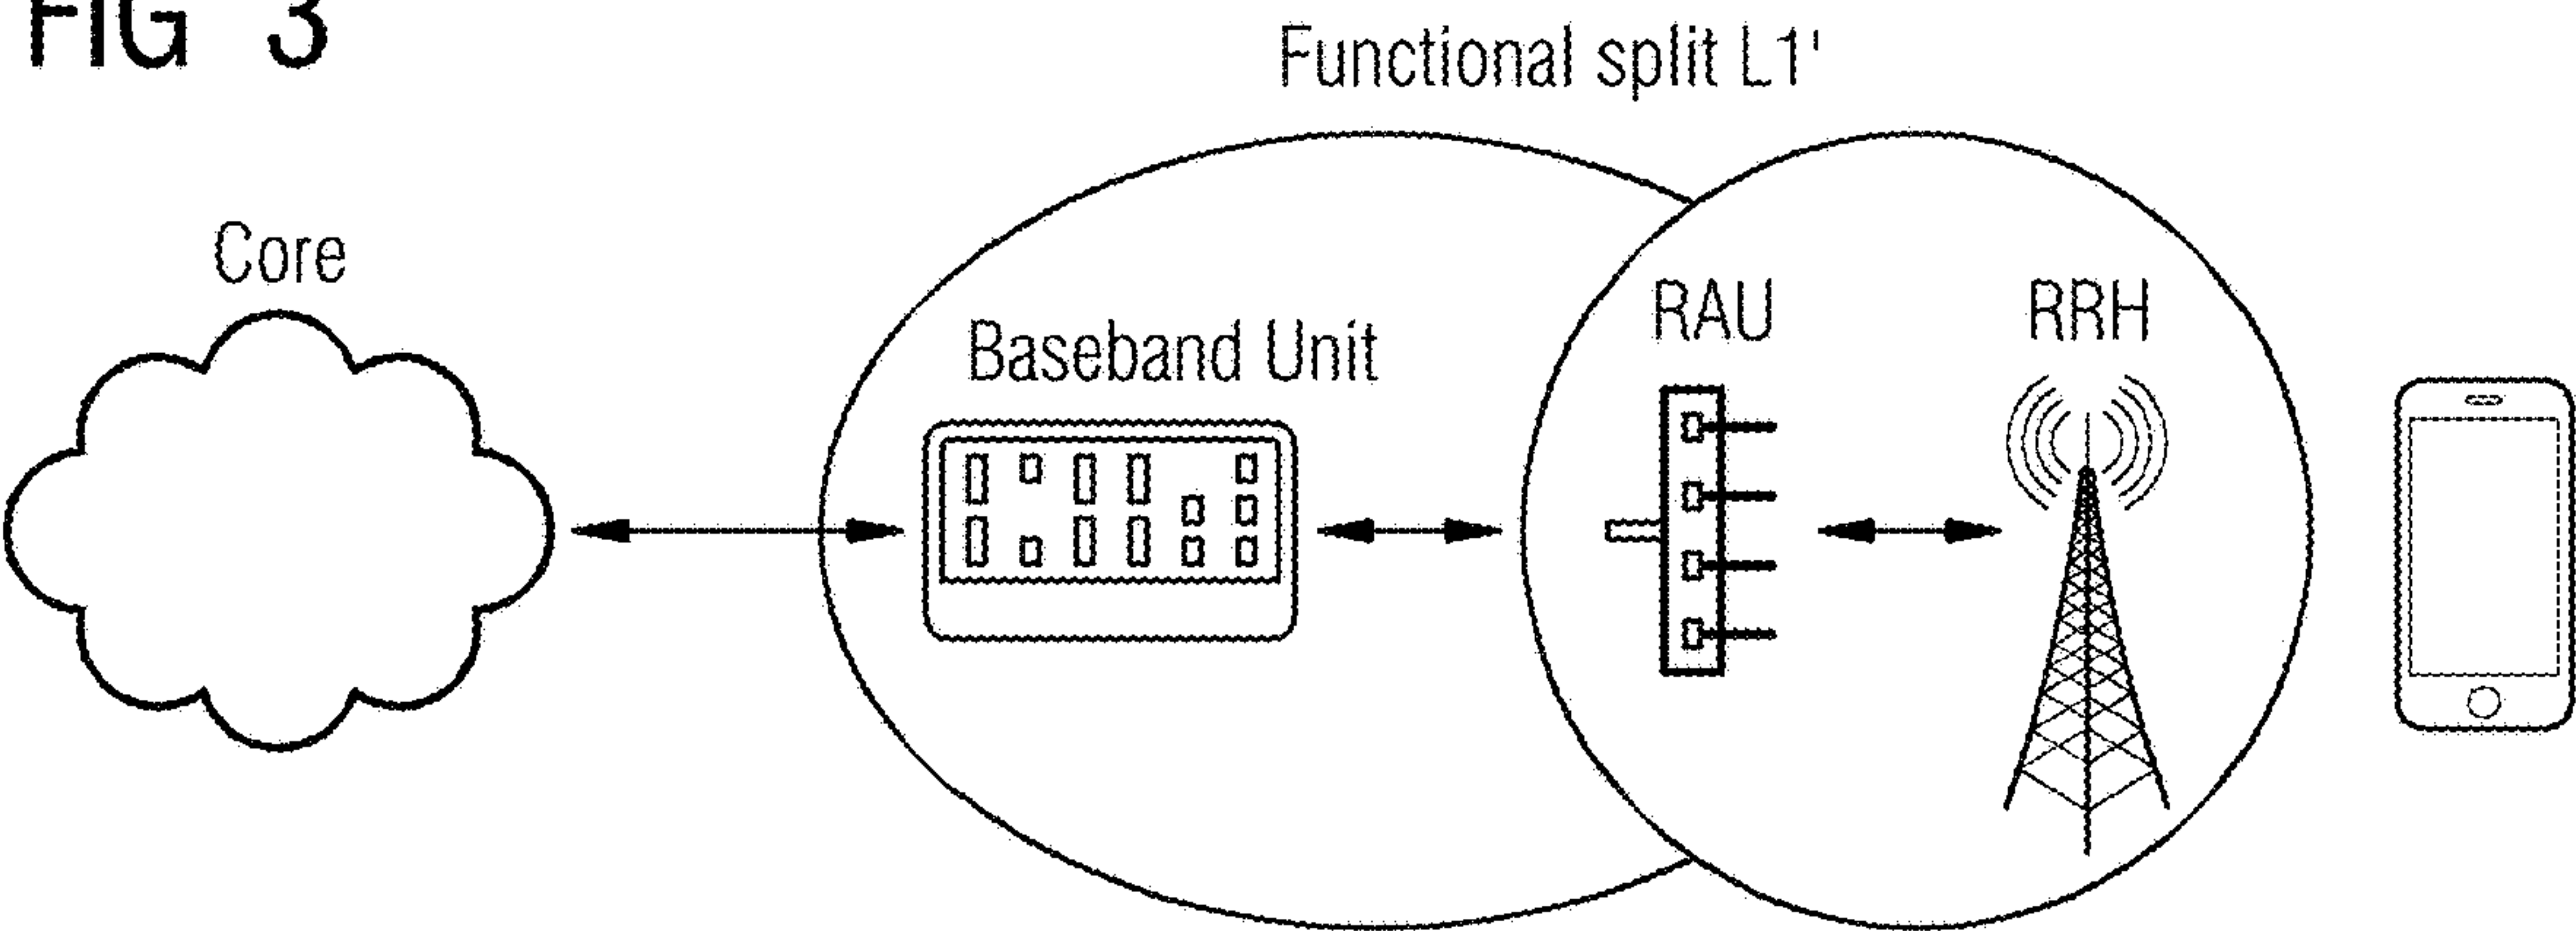 FIG 3
Functional split L1'
Core
Baseband Unit
RAU
RRH